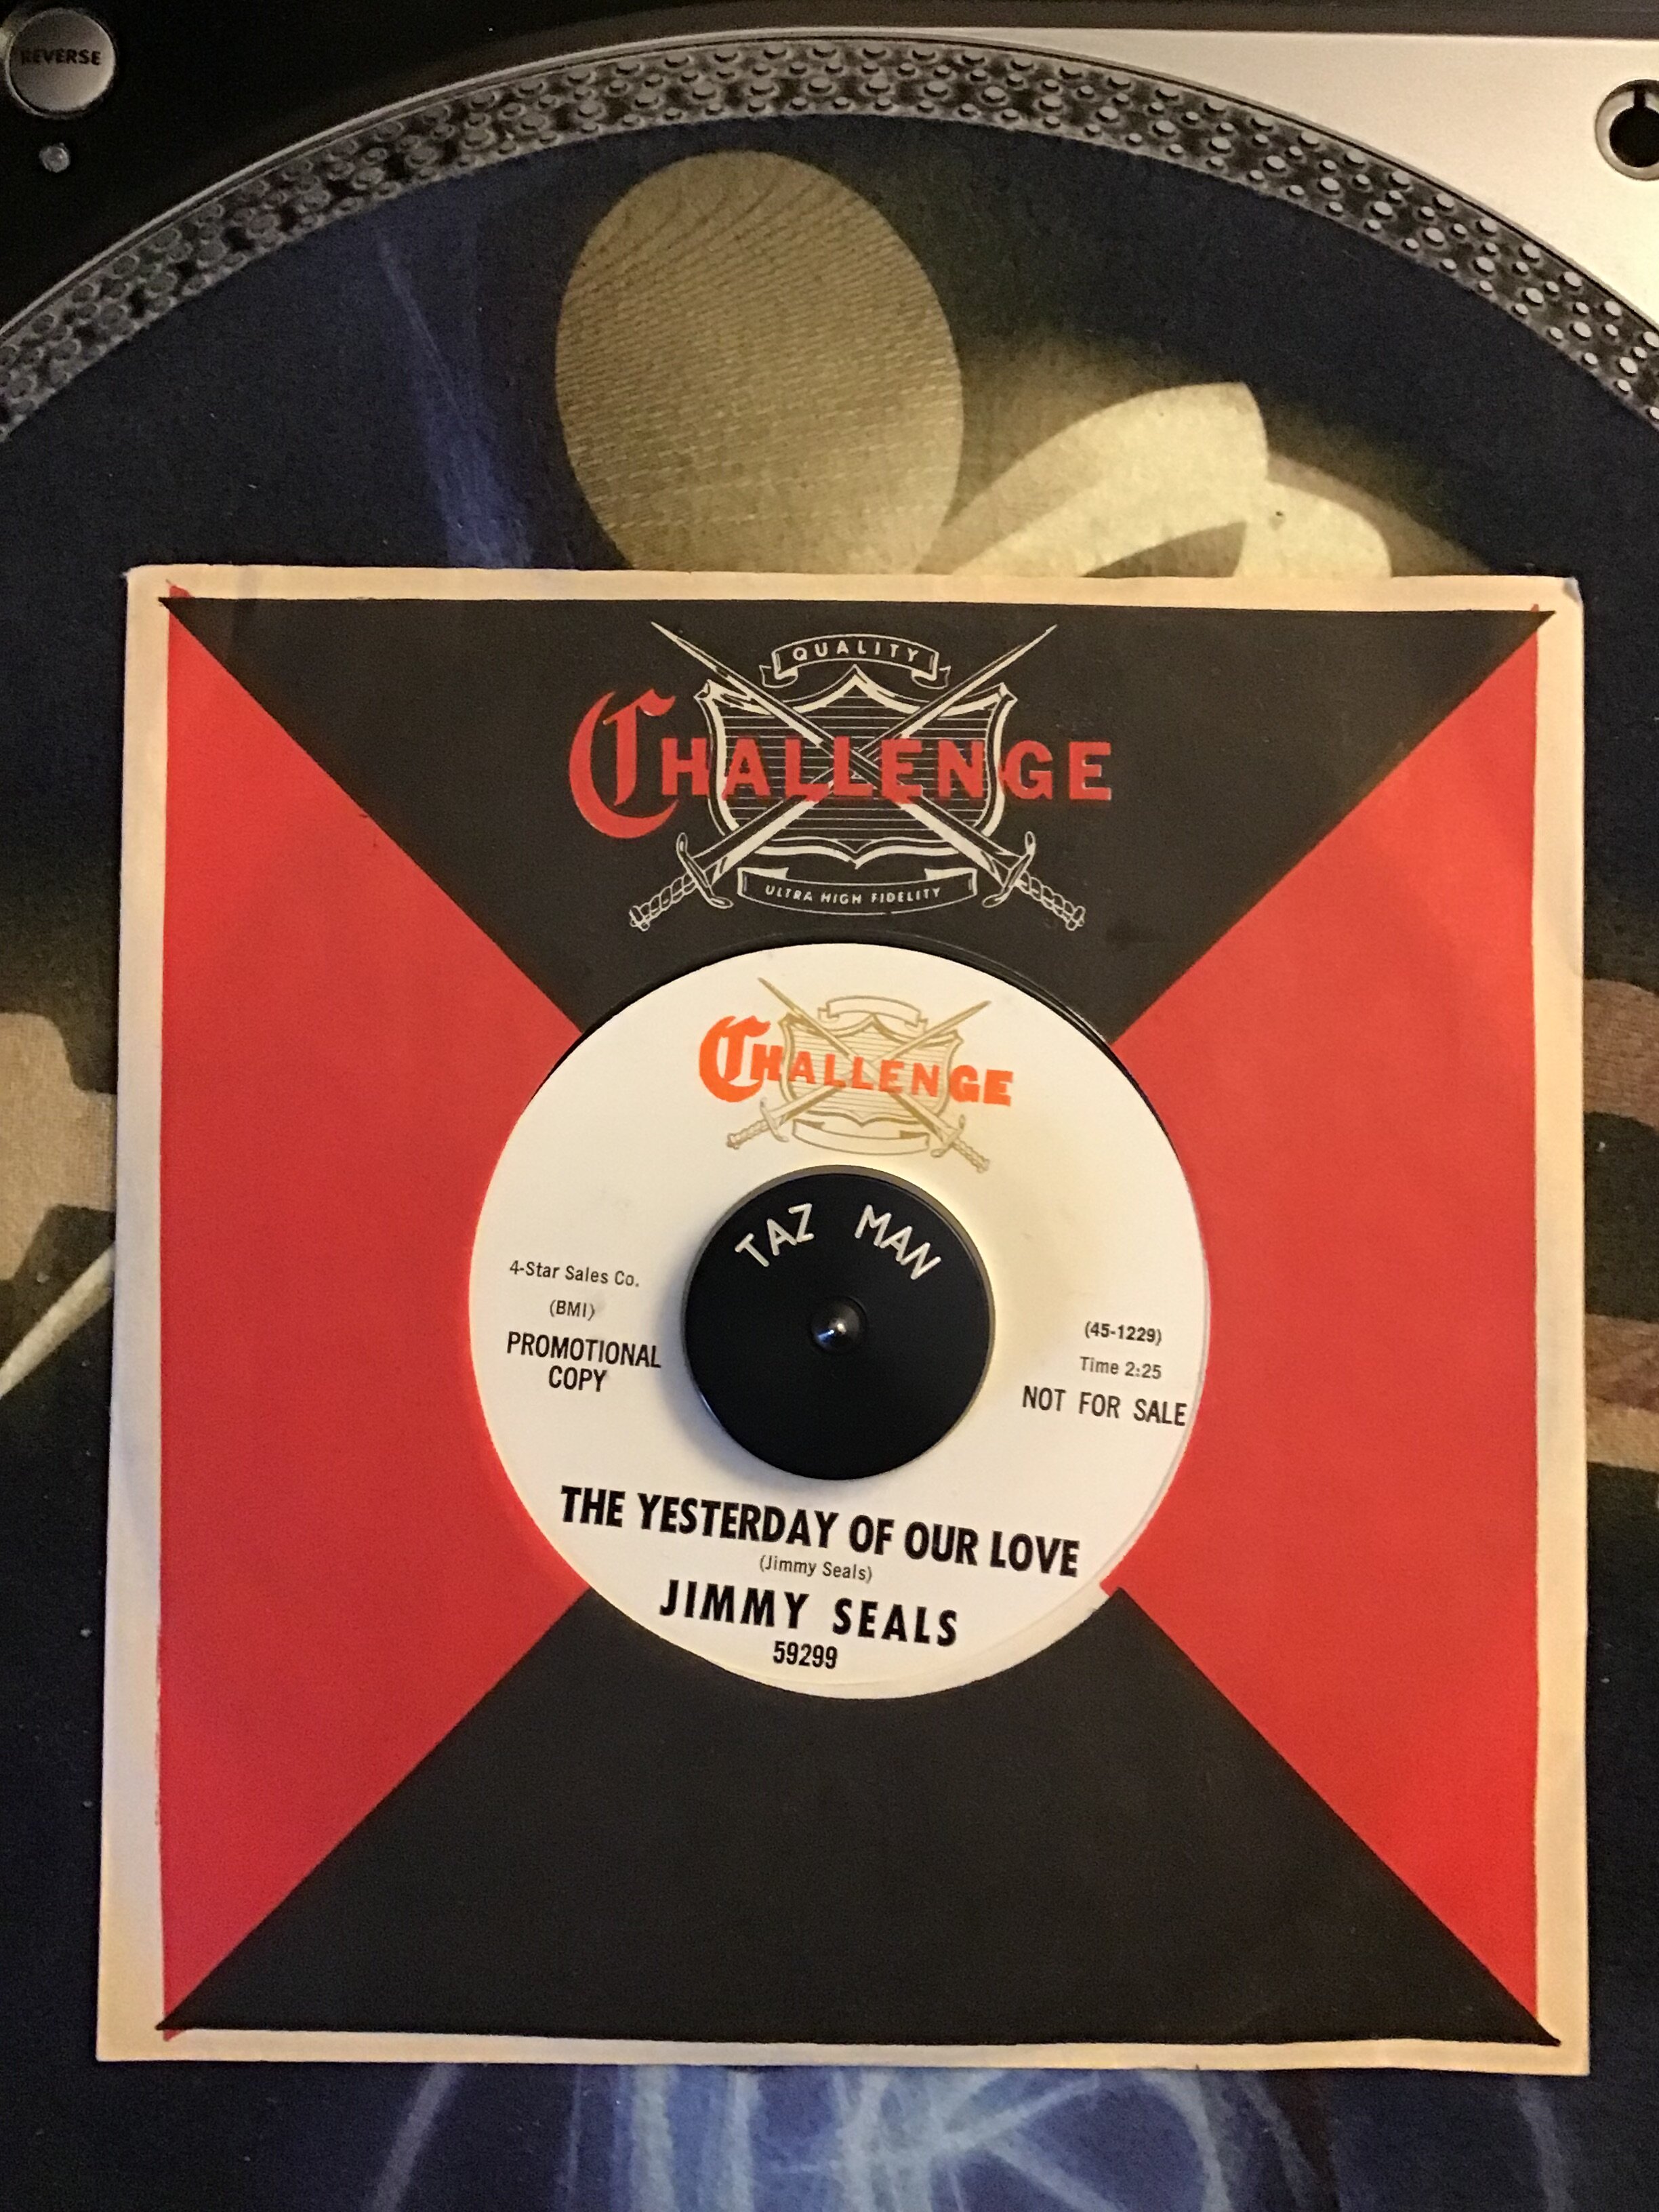 REVERSE
QUALITY
CHALLENGE
ULTRA HIGH FIDELITY
CHALLENGE
TAZ MAN
4-Star Sales Co.
(BMI)
PROMOTIONAL
COPY
(45-1229)
Time 2:25
NOT FOR SALE
THE YESTERDAY OF OUR LOVE
(Jimmy Seals)
JIMMY SEALS
59299